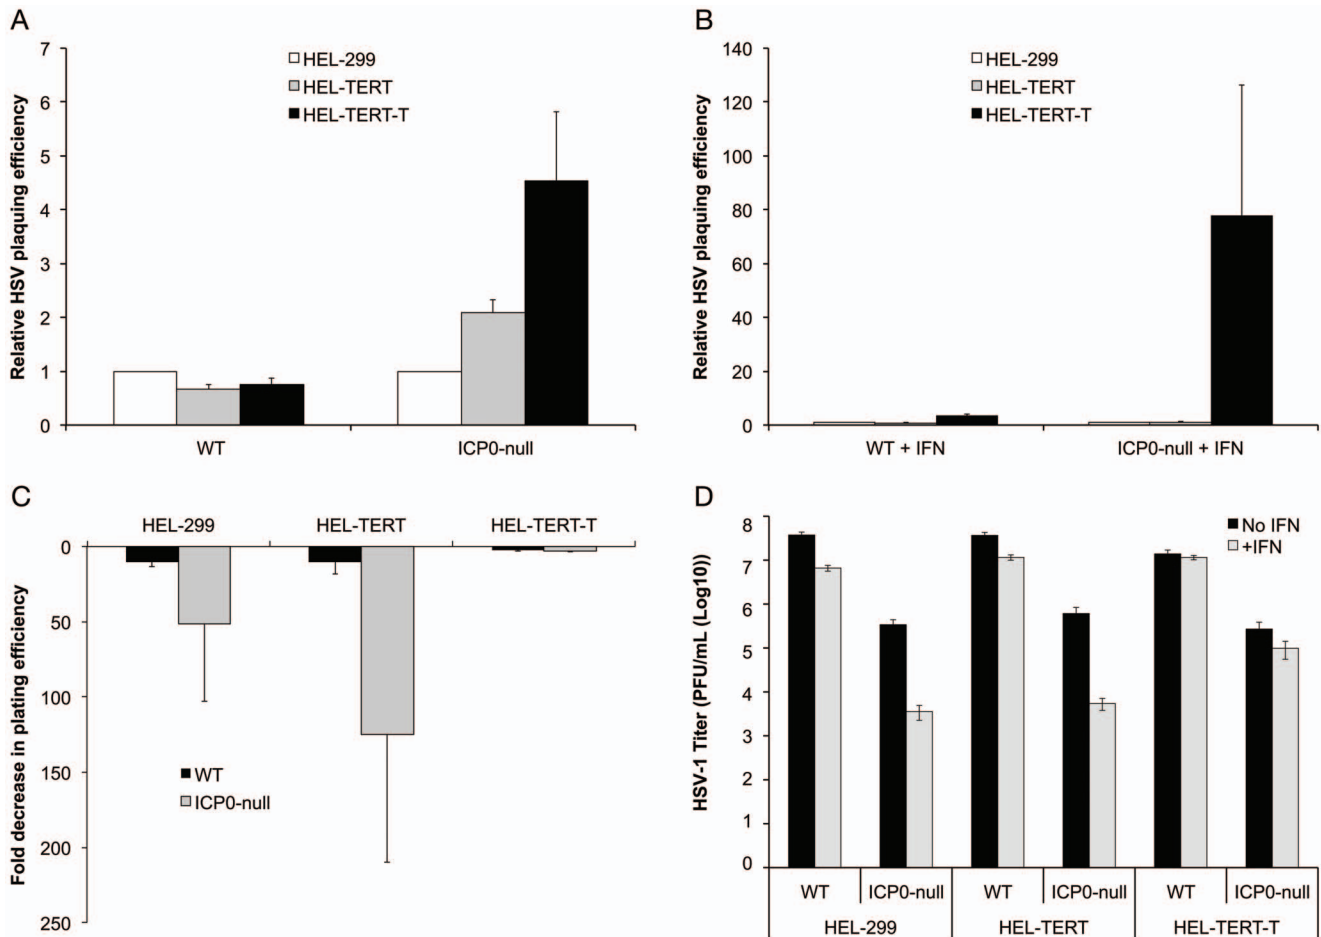 A
Relative HSV plaquing efficiency
7
6
5
4
3
2
1
0
HEL-299
HEL-TERT
HEL-TERT-T
WT
ICP0-null
B
Relative HSV plaquing efficiency
140
120
100
80
60
40
20
0
HEL-299
HEL-TERT
HEL-TERT-T
WT + IFN
ICP0-null + IFN
C
Fold decrease in plating efficiency
HEL-299
HEL-TERT
HEL-TERT-T
0
50
100
150
200
250
WT
ICP0-null
D
HSV-1 Titer (PFU/mL (Log10))
8
7
6
5
4
3
2
1
0
No IFN
+IFN
WT
ICP0-null
WT
ICP0-null
WT
ICP0-null
HEL-299
HEL-TERT
HEL-TERT-T